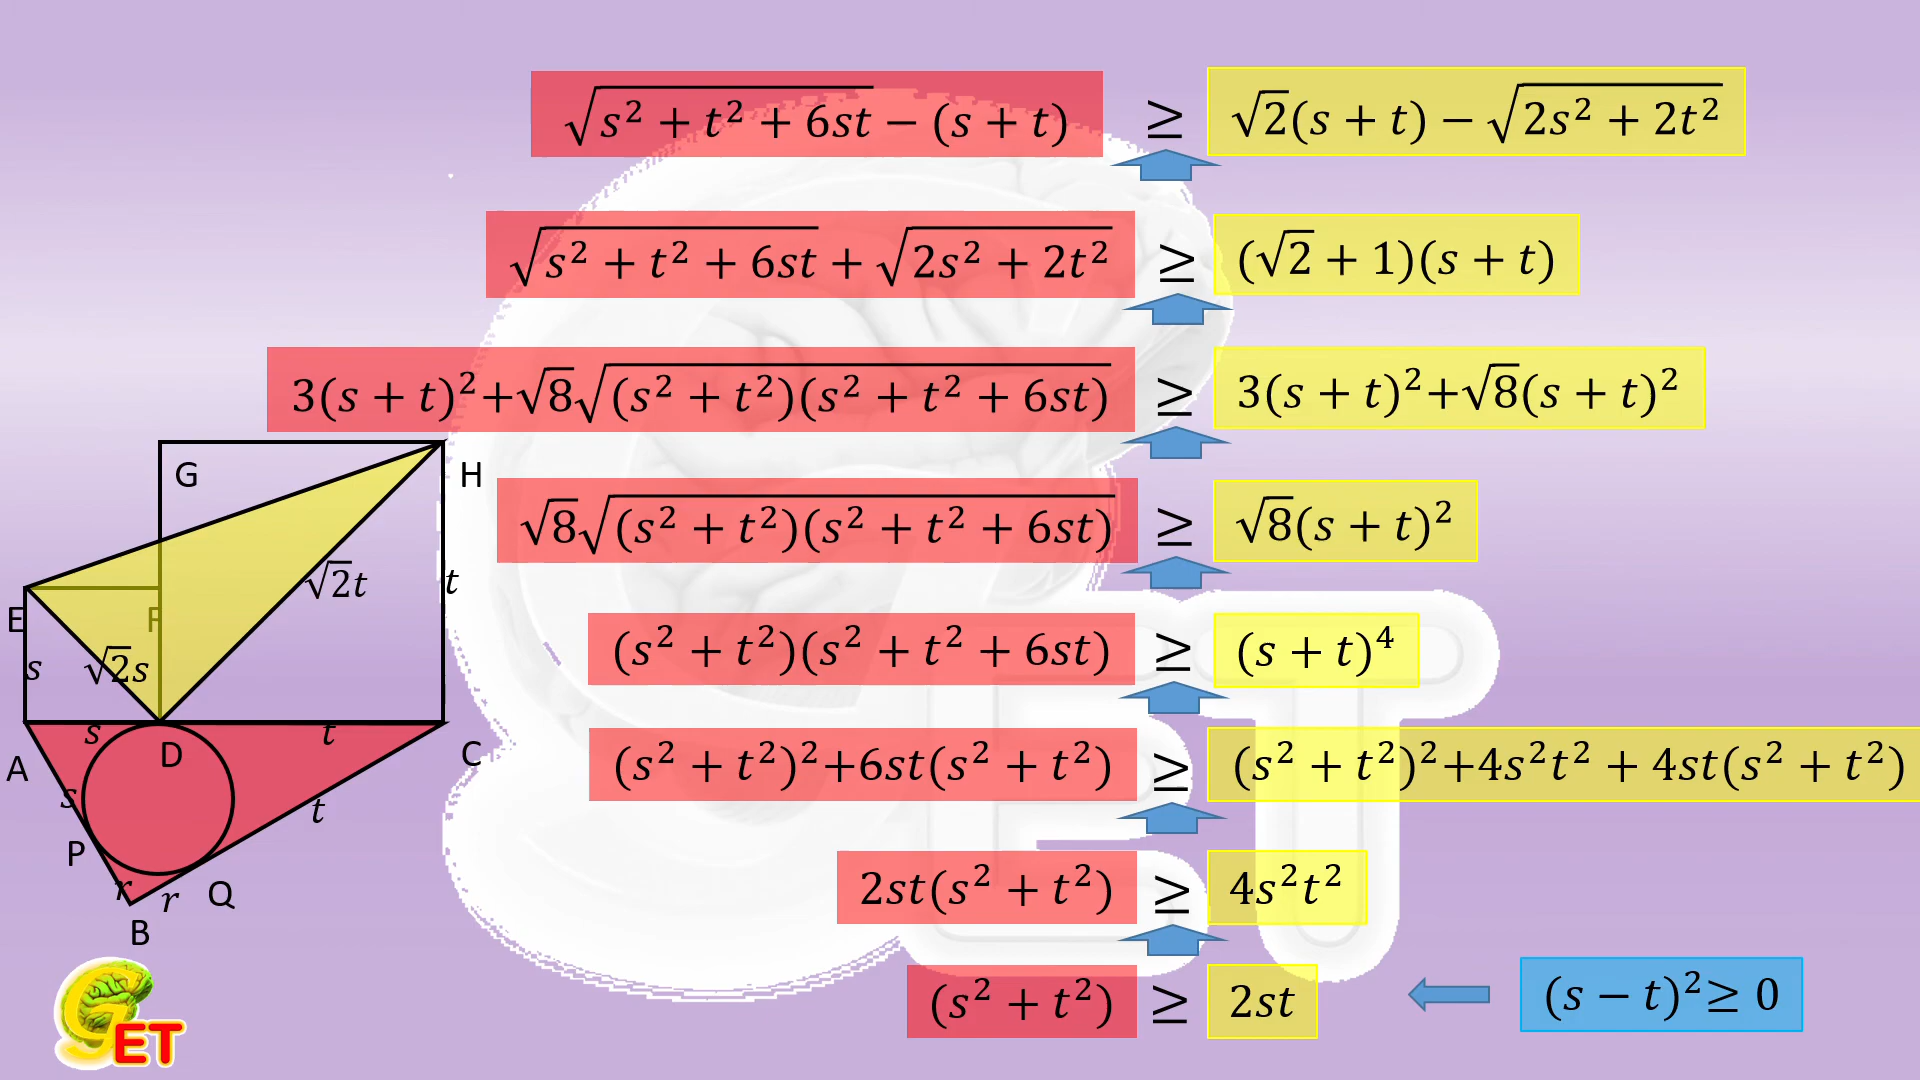 √(s² + t² + 6st) − (s + t) ≥ √2(s + t) − √(2s² + 2t²)
√(s² + t² + 6st) + √(2s² + 2t²) ≥ (√2 + 1)(s + t)
3(s + t)²+√8√((s² + t²)(s² + t² + 6st)) ≥ 3(s + t)²+√8(s + t)²
√8√((s² + t²)(s² + t² + 6st)) ≥ √8(s + t)²
(s² + t²)(s² + t² + 6st) ≥ (s + t)⁴
(s² + t²)²+6st(s² + t²) ≥ (s² + t²)²+4s²t² + 4st(s² + t²)
2st(s² + t²) ≥ 4s²t²
(s² + t²) ≥ 2st
(s − t)²≥ 0
G
H
√2t
t
E
F
s
√2s
s
t
A
D
C
s
t
P
r
r
Q
B
GET
GET